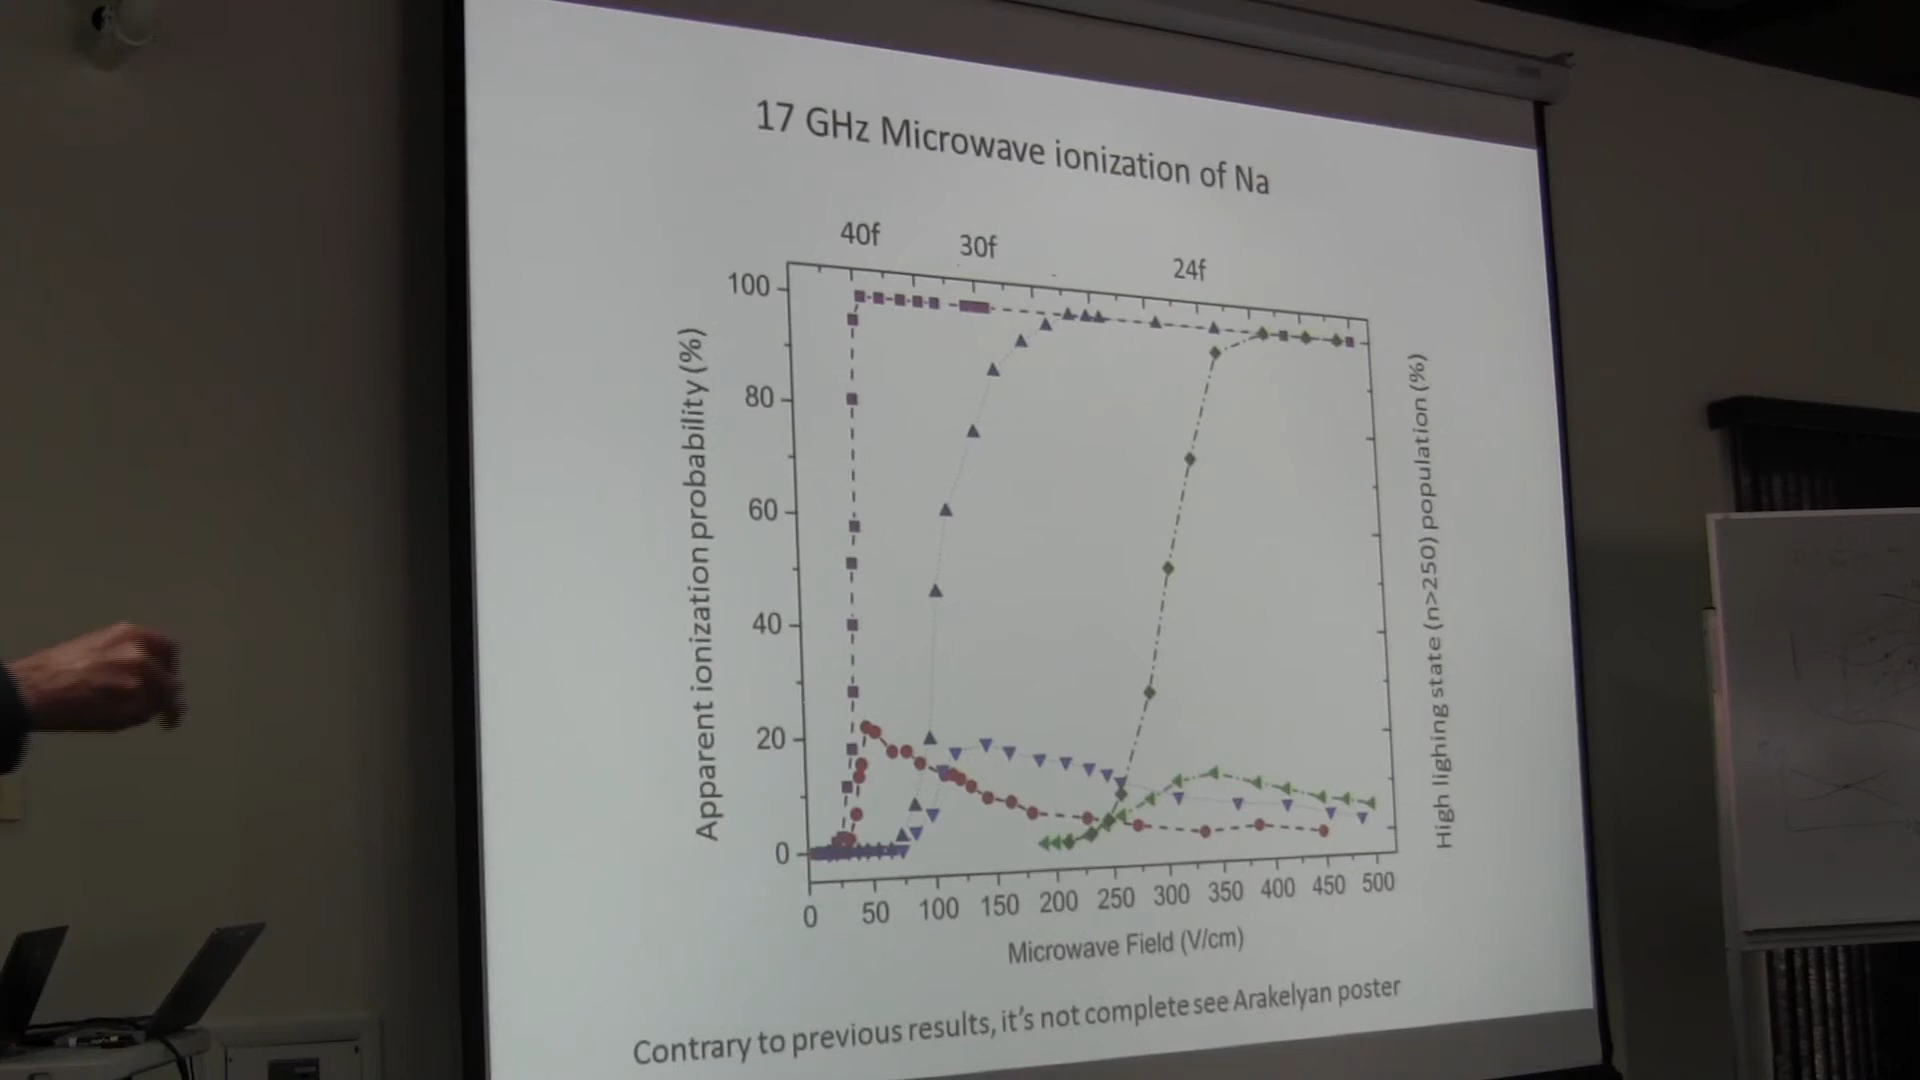 17 GHz Microwave ionization of Na
40f 30f 24f
100
80
60
40
20
0
Apparent ionization probability (%)
High lighing state (n>250) population (%)
0 50 100 150 200 250 300 350 400 450 500
Microwave Field (V/cm)
Contrary to previous results, it's not complete see Arakelyan poster